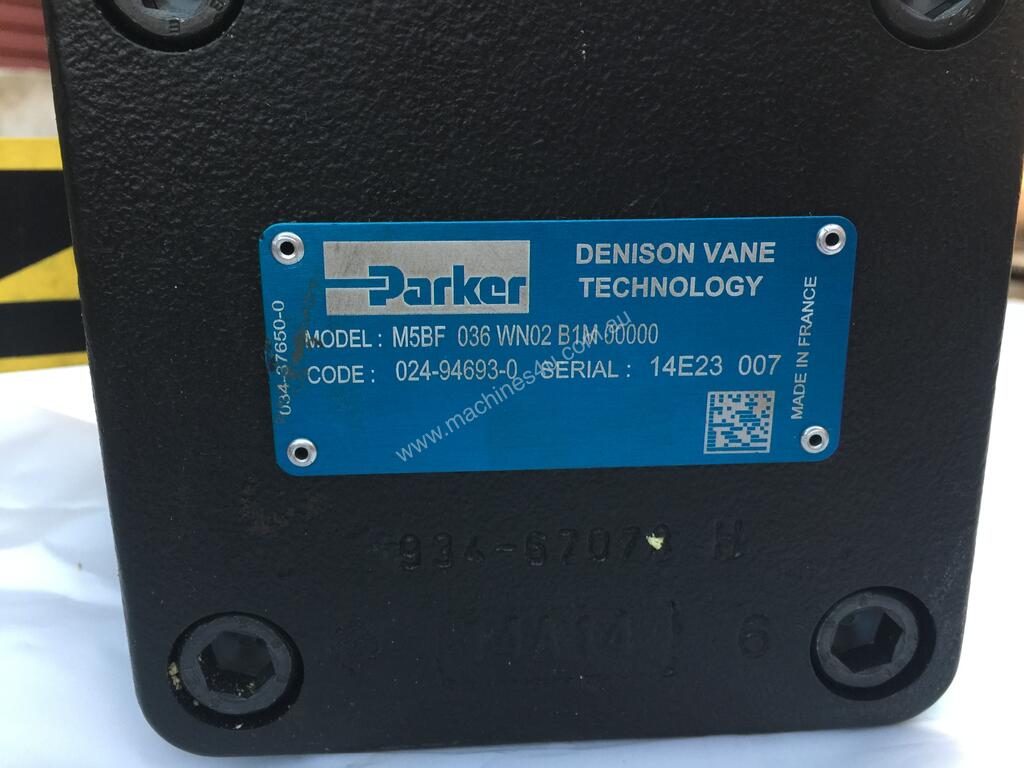 Parker
DENISON VANE
TECHNOLOGY
MODEL : M5BF 036 WN02 B1M 00000
CODE : 024-94693-0 SERIAL : 14E23 007
034-37650-0
MADE IN FRANCE
www.machines4u.com.au
6